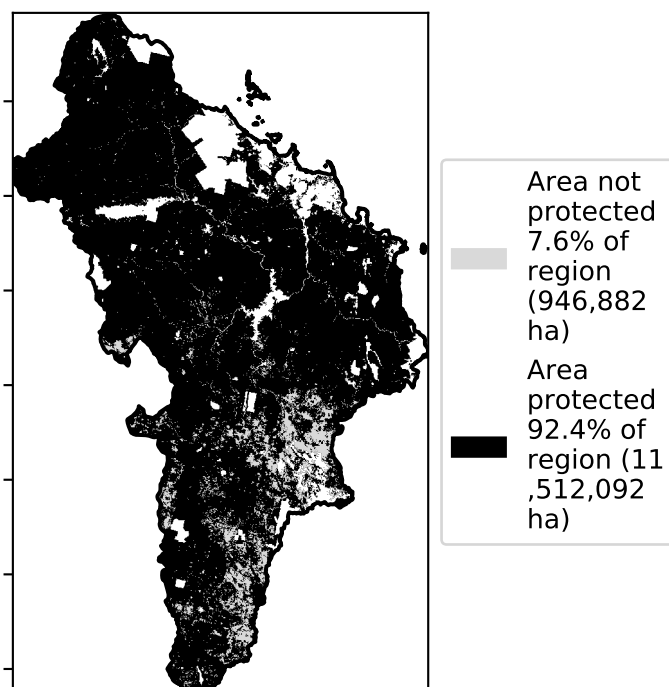 Area not
protected
7.6% of
region
(946,882
ha)
Area
protected
92.4% of
region (11
,512,092
ha)